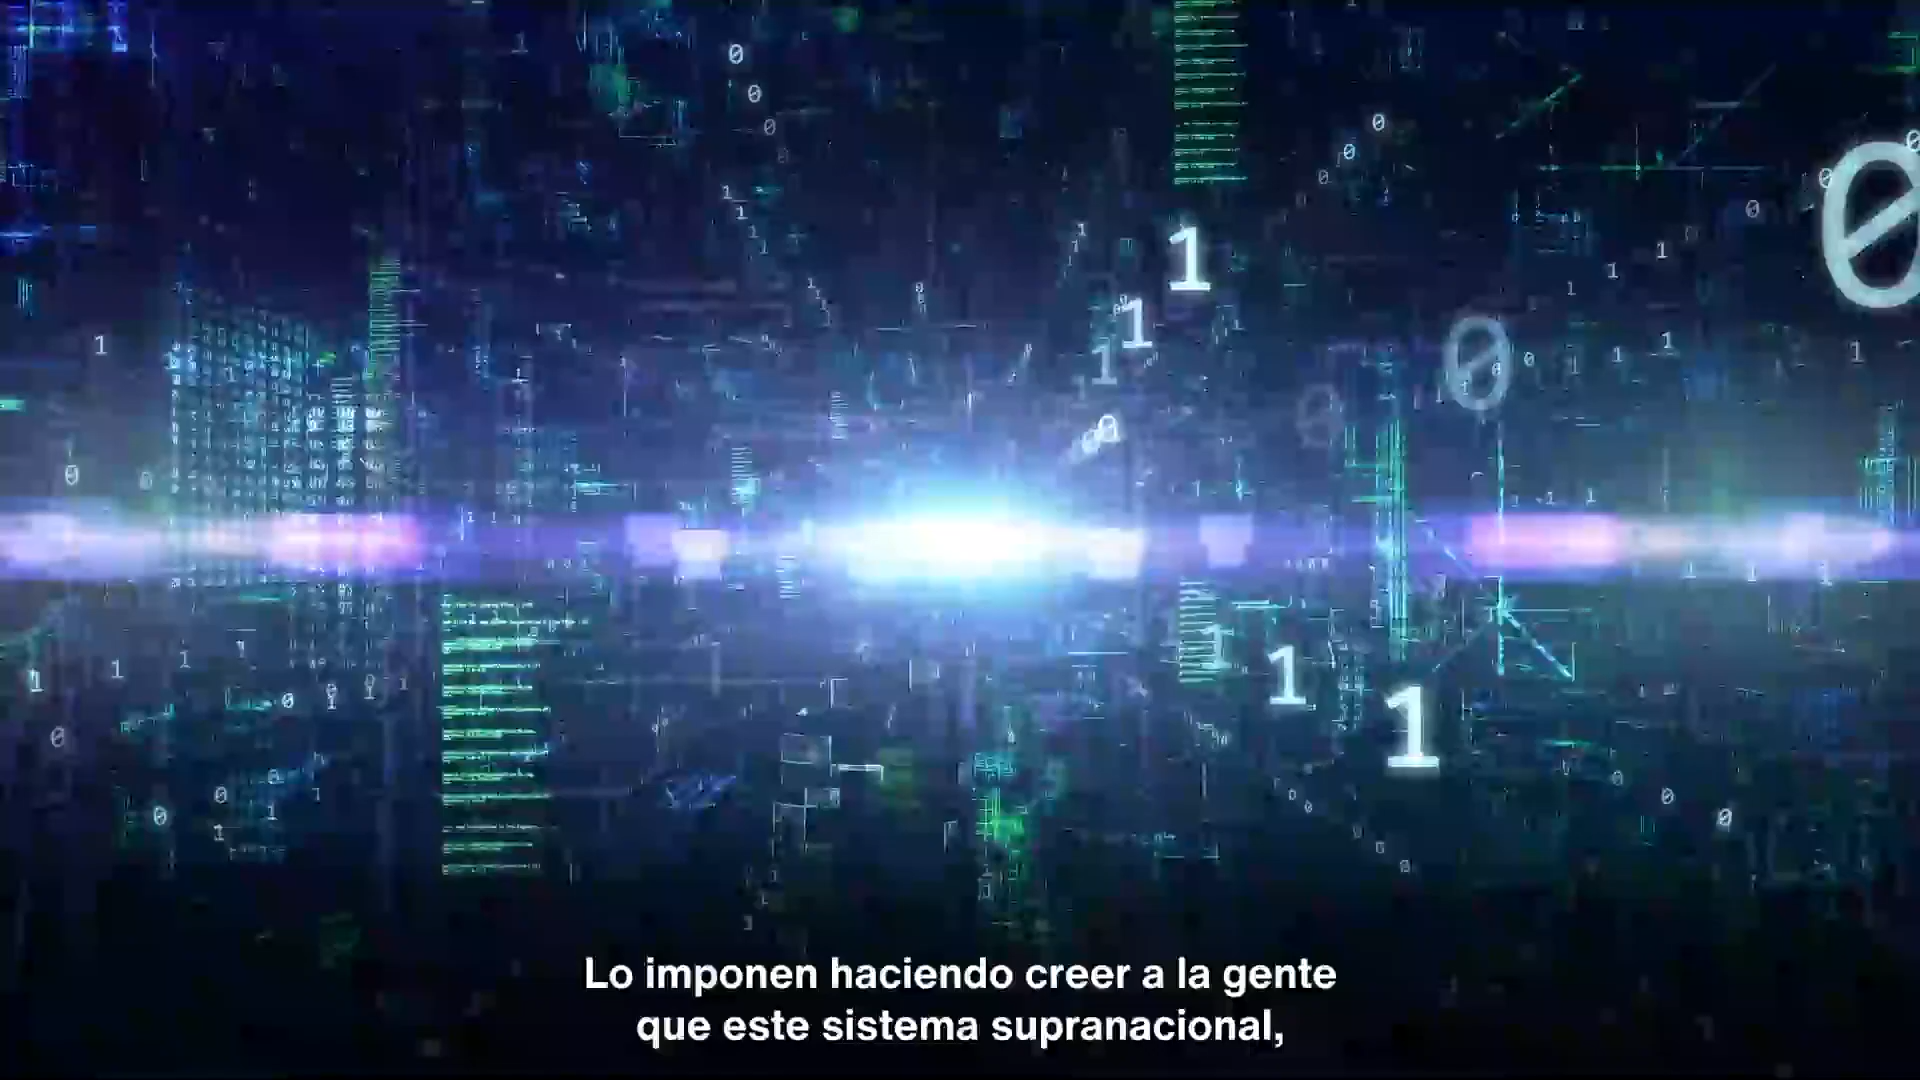 Lo imponen haciendo creer a la gente
que este sistema supranacional,